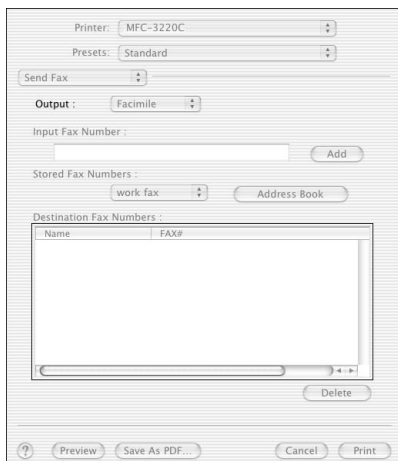 Printer: MFC-3220C
Presets: Standard
Send Fax
Output : Facimile
Input Fax Number :
Add
Stored Fax Numbers :
work fax Address Book
Destination Fax Numbers :
Name FAX#
Delete
? Preview Save As PDF... Cancel Print